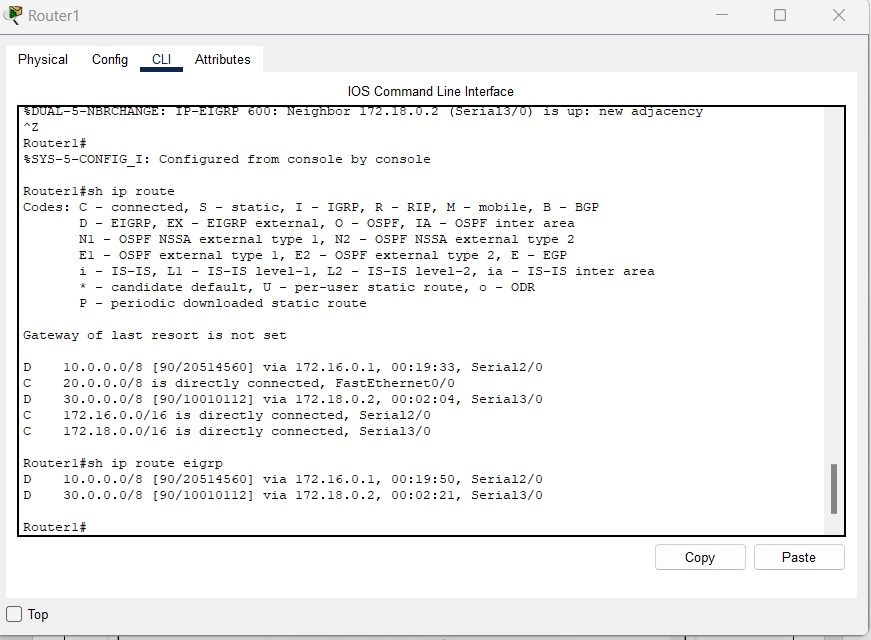 Router1
Physical Config CLI Attributes
IOS Command Line Interface
%DUAL-5-NBRCHANGE: IP-EIGRP 600: Neighbor 172.18.0.2 (Serial3/0) is up: new adjacency
^Z
Router1#
%SYS-5-CONFIG_I: Configured from console by console
Router1#sh ip route
Codes: C - connected, S - static, I - IGRP, R - RIP, M - mobile, B - BGP
D - EIGRP, EX - EIGRP external, O - OSPF, IA - OSPF inter area
N1 - OSPF NSSA external type 1, N2 - OSPF NSSA external type 2
E1 - OSPF external type 1, E2 - OSPF external type 2, E - EGP
i - IS-IS, L1 - IS-IS level-1, L2 - IS-IS level-2, ia - IS-IS inter area
* - candidate default, U - per-user static route, o - ODR
P - periodic downloaded static route
Gateway of last resort is not set
D 10.0.0.0/8 [90/20514560] via 172.16.0.1, 00:19:33, Serial2/0
C 20.0.0.0/8 is directly connected, FastEthernet0/0
D 30.0.0.0/8 [90/10010112] via 172.18.0.2, 00:02:04, Serial3/0
C 172.16.0.0/16 is directly connected, Serial2/0
C 172.18.0.0/16 is directly connected, Serial3/0
Router1#sh ip route eigrp
D 10.0.0.0/8 [90/20514560] via 172.16.0.1, 00:19:50, Serial2/0
D 30.0.0.0/8 [90/10010112] via 172.18.0.2, 00:02:21, Serial3/0
Router1#
Copy Paste
Top